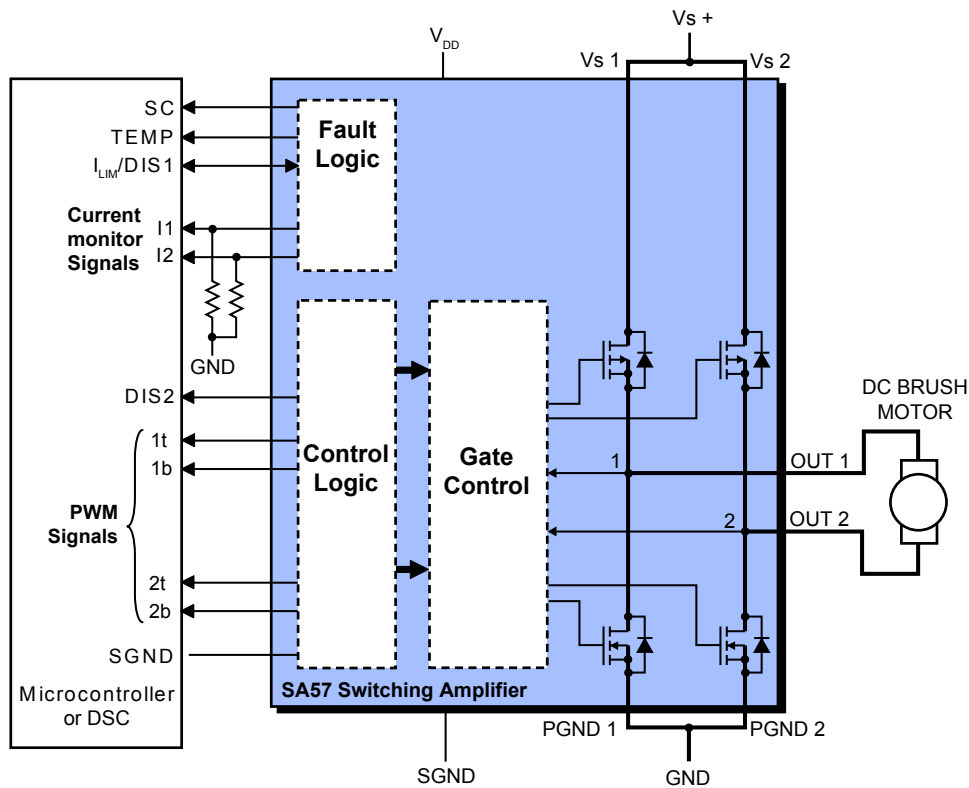 Vs +
V_DD
Vs 1
Vs 2
SC
TEMP
I_LIM/DIS1
Fault
Logic
Current
monitor
Signals
I1
I2
GND
DIS2
1t
1b
PWM
Signals
2t
2b
SGND
Microcontroller
or DSC
Control
Logic
Gate
Control
1
2
OUT 1
OUT 2
DC BRUSH
MOTOR
SA57 Switching Amplifier
PGND 1
PGND 2
SGND
GND